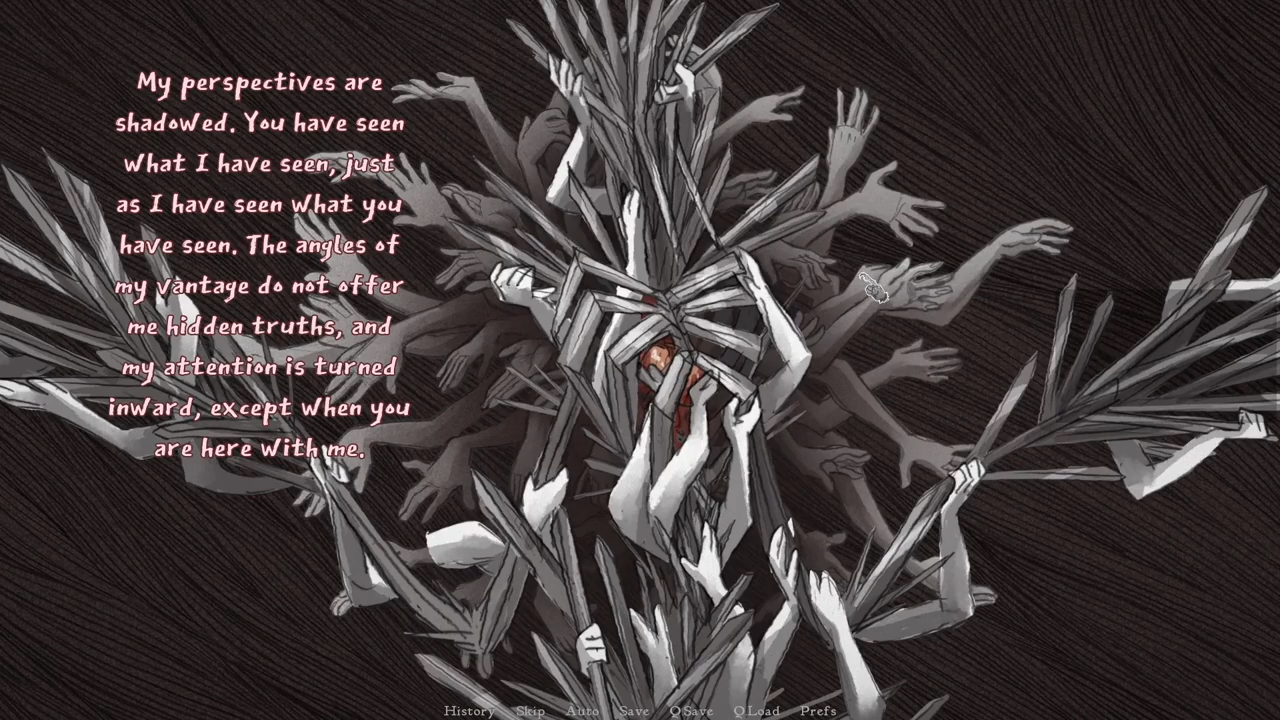 My perspectives are
shadowed. You have seen
what I have seen, just
as I have seen what you
have seen. The angles of
my vantage do not offer
me hidden truths, and
my attention is turned
inward, except when you
are here with me.
History Skip Auto Save Q.Save Q.Load Prefs